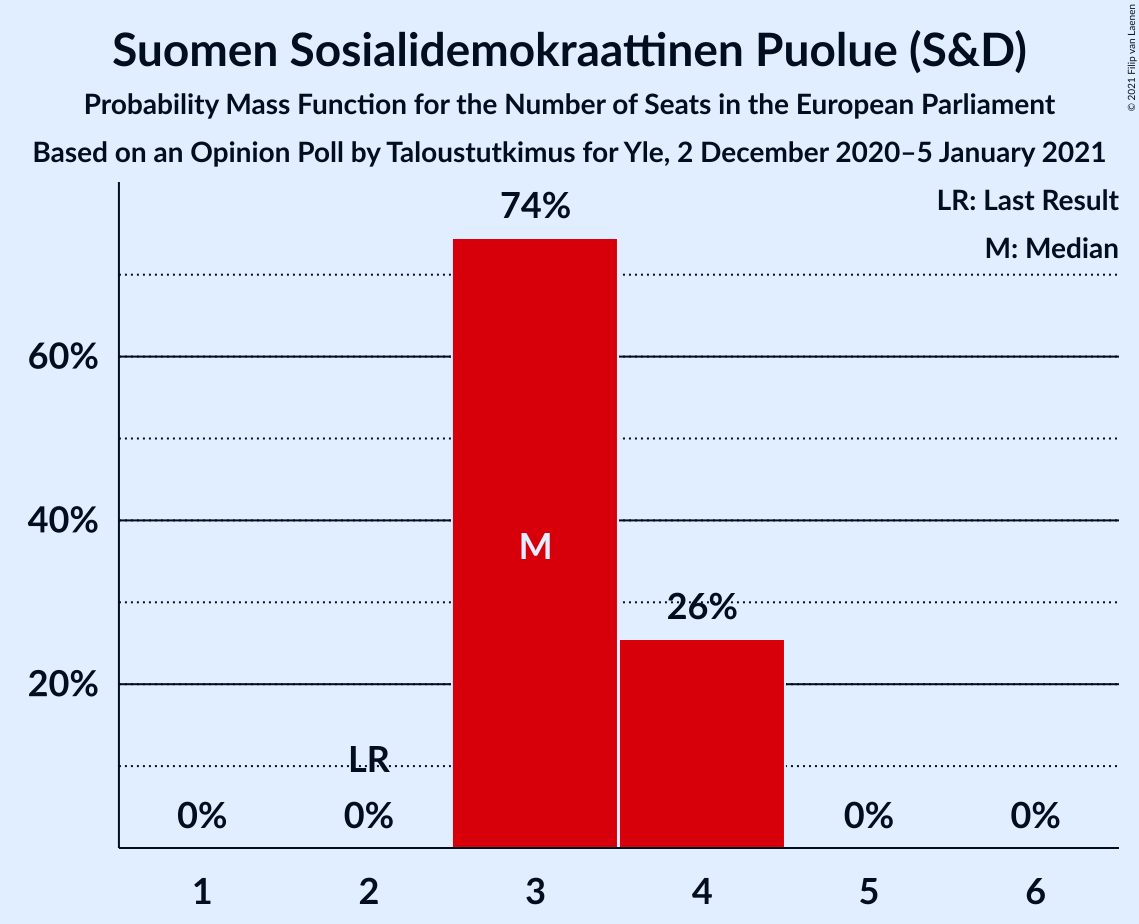 Suomen Sosialidemokraattinen Puolue (S&D)
Probability Mass Function for the Number of Seats in the European Parliament
Based on an Opinion Poll by Taloustutkimus for Yle, 2 December 2020–5 January 2021
© 2021 Filip van Laenen
LR: Last Result
M: Median
74%
60%
40%
M
26%
20%
LR
0% 0% 0% 0%
1 2 3 4 5 6